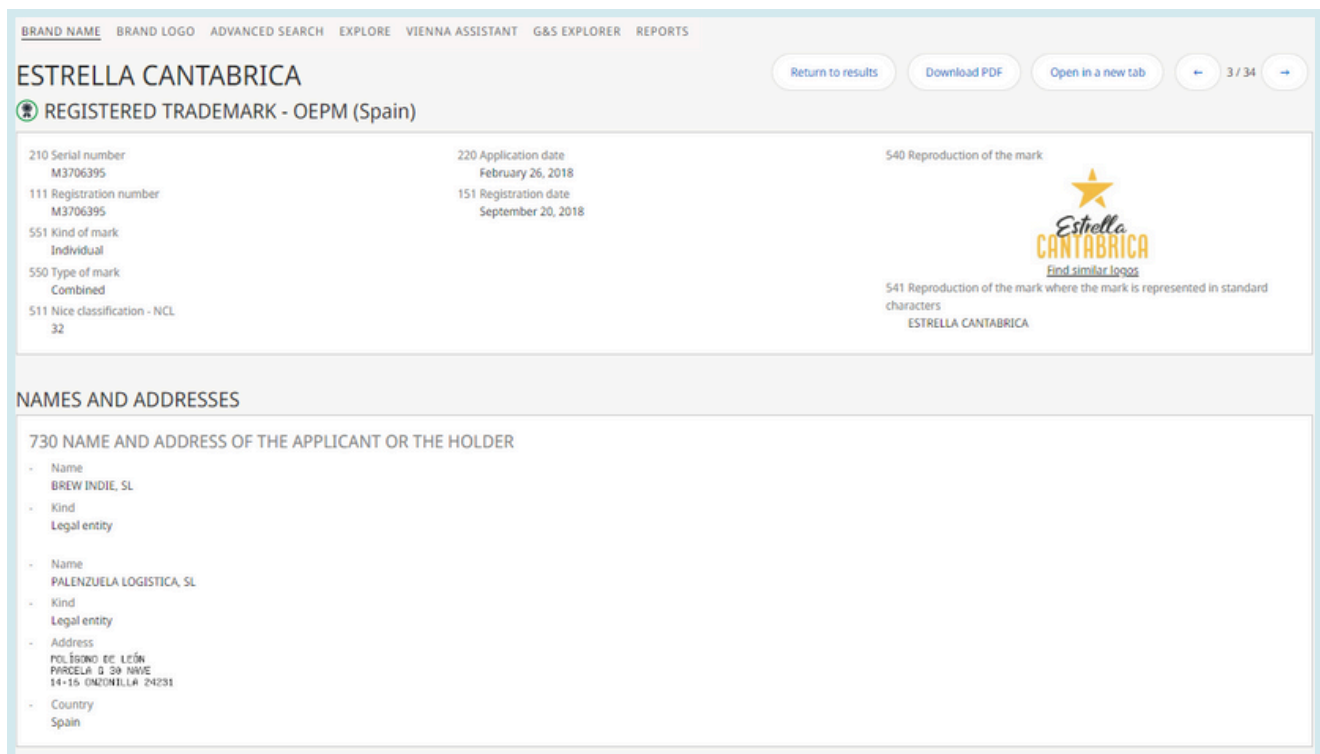 BRAND NAME BRAND LOGO ADVANCED SEARCH EXPLORE VIENNA ASSISTANT G&S EXPLORER REPORTS
ESTRELLA CANTABRICA
Return to results Download PDF Open in a new tab ← 3 / 34 →
REGISTERED TRADEMARK - OEPM (Spain)
210 Serial number
M3706395
111 Registration number
M3706395
551 Kind of mark
Individual
550 Type of mark
Combined
511 Nice classification - NCL
32
220 Application date
February 26, 2018
151 Registration date
September 20, 2018
540 Reproduction of the mark
Estrella
CANTABRICA
Find similar logos
541 Reproduction of the mark where the mark is represented in standard
characters
ESTRELLA CANTABRICA
NAMES AND ADDRESSES
730 NAME AND ADDRESS OF THE APPLICANT OR THE HOLDER
- Name
BREW INDIE, SL
- Kind
Legal entity
- Name
PALENZUELA LOGISTICA, SL
- Kind
Legal entity
- Address
POLÍGONO DE LEÓN
PARCELA G 30 NAVE
14-16 ONZONILLA 24231
- Country
Spain